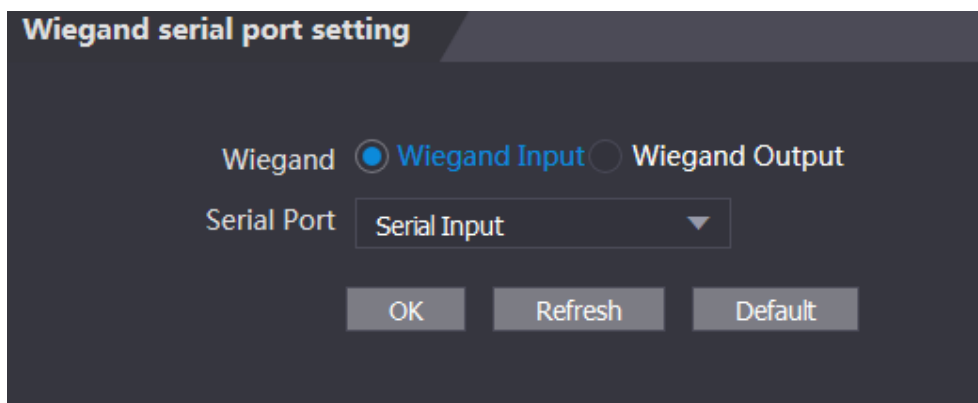 Wiegand serial port setting
Wiegand Wiegand Input Wiegand Output
Serial Port Serial Input
OK Refresh Default